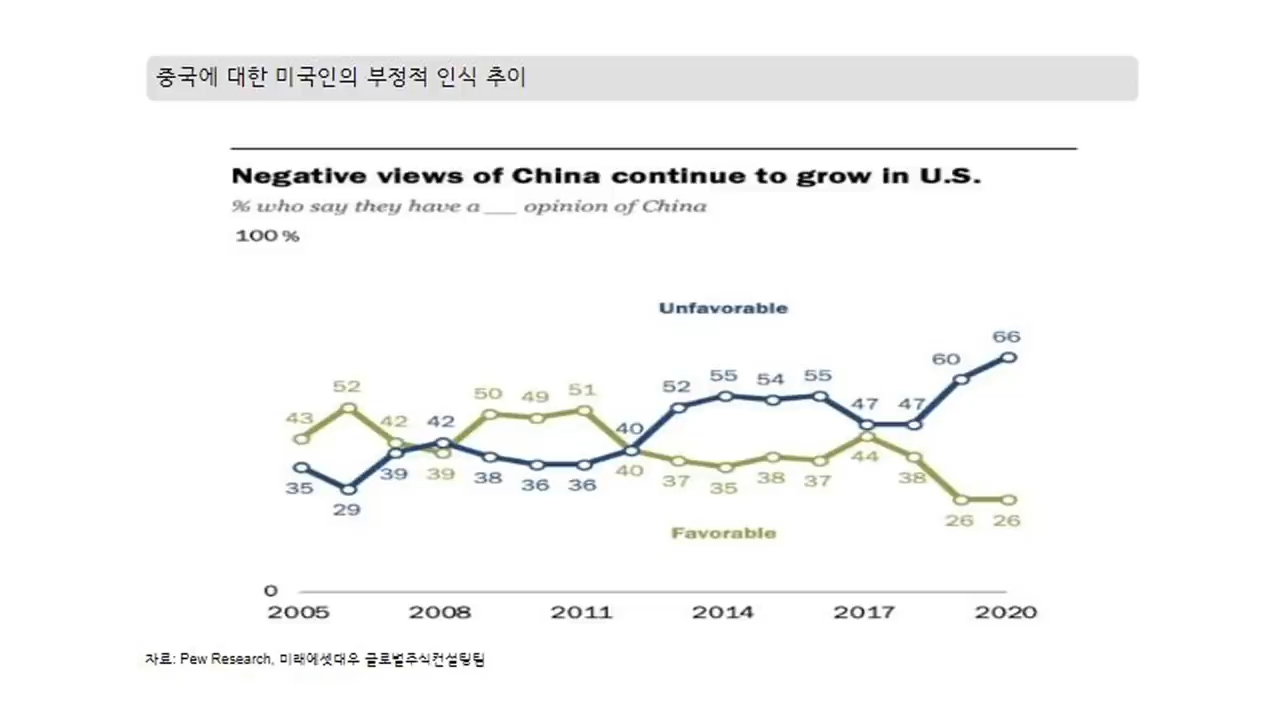 중국에 대한 미국인의 부정적 인식 추이
Negative views of China continue to grow in U.S.
% who say they have a ___ opinion of China
100 %
Unfavorable
66
60
52 55 54 55
47 47
43 52 42 42 50 49 51 40
35 29 39 39 38 36 36 40 37 35 38 37 44 38 26 26
Favorable
0
2005 2008 2011 2014 2017 2020
자료: Pew Research, 미래에셋대우 글로벌주식컨설팅팀